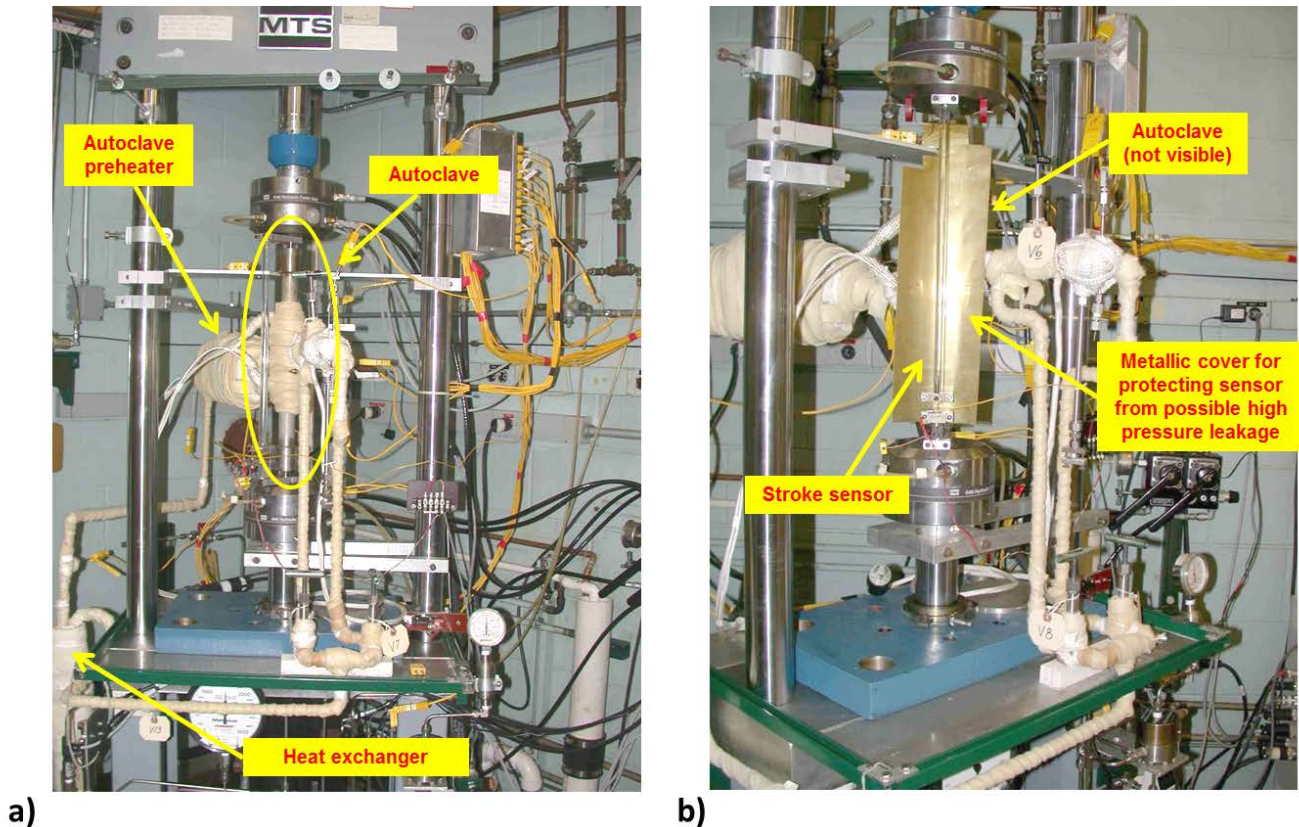 MTS
Autoclave
preheater
Autoclave
V7
V13
Heat exchanger
a)
Autoclave
(not visible)
V6
Metallic cover for
protecting sensor
from possible high
pressure leakage
Stroke sensor
V8
b)